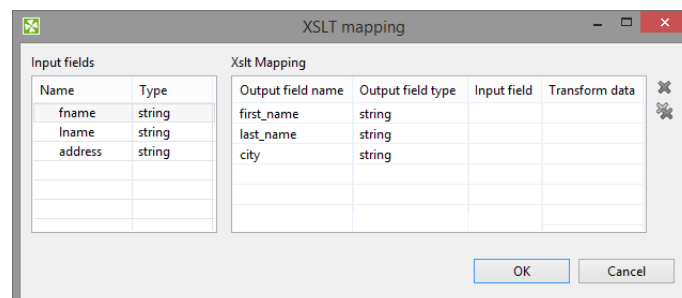 XSLT mapping
Input fields
Name Type
fname string
lname string
address string
Xslt Mapping
Output field name Output field type Input field Transform data
first_name string
last_name string
city string
OK Cancel